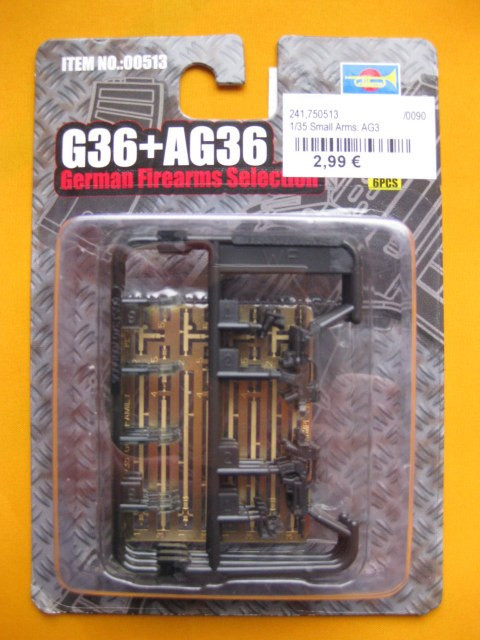 ITEM NO.:00513
241,750513 /0090
1/35 Small Arms: AG3
2,99 €
G36+AG36
German Firearms Selection
6PCS